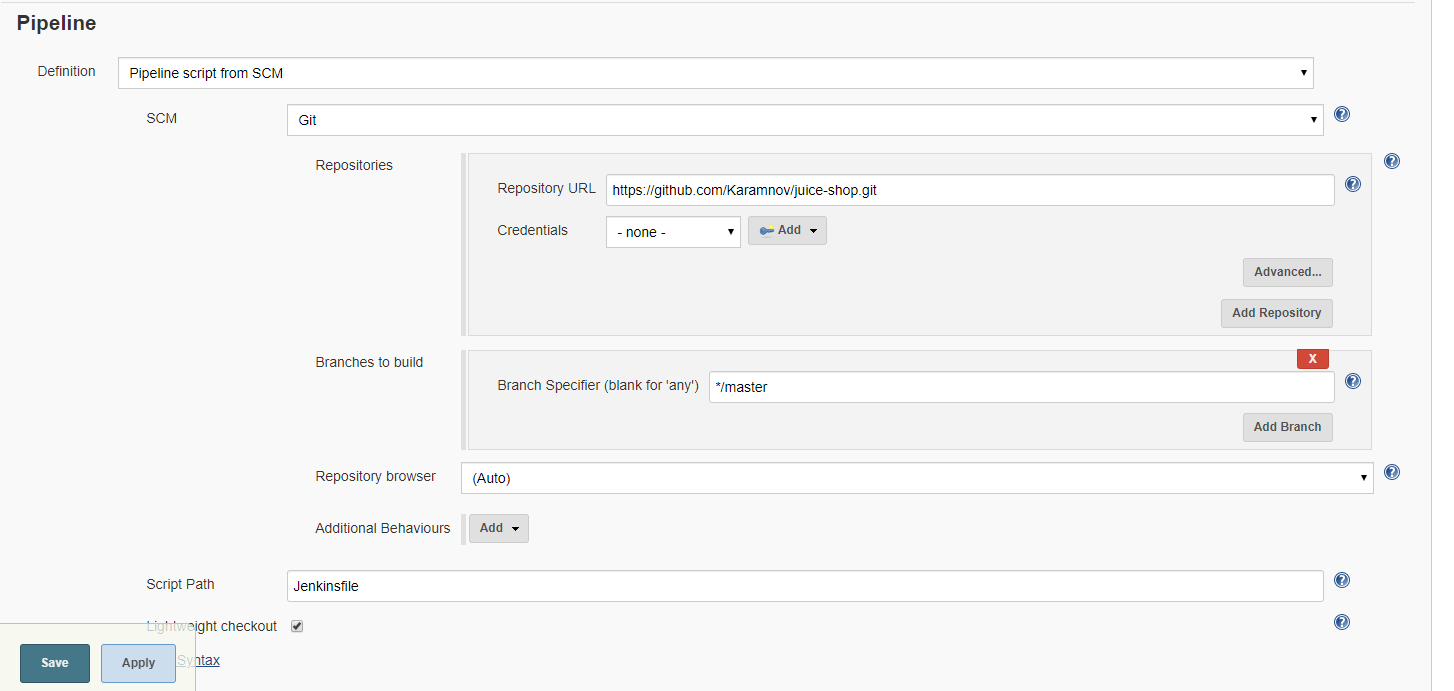 Pipeline
Definition Pipeline script from SCM
SCM Git
Repositories
Repository URL https://github.com/Karamnov/juice-shop.git
Credentials - none - Add
Advanced...
Add Repository
Branches to build
X
Branch Specifier (blank for 'any') */master
Add Branch
Repository browser (Auto)
Additional Behaviours Add
Script Path Jenkinsfile
Lightweight checkout
Syntax
Save Apply